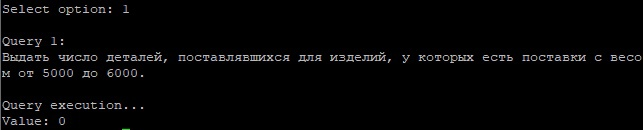 Select option: 1
Query 1:
Выдать число деталей, поставлявшихся для изделий, у которых есть поставки с весо
м от 5000 до 6000.
Query execution...
Value: 0